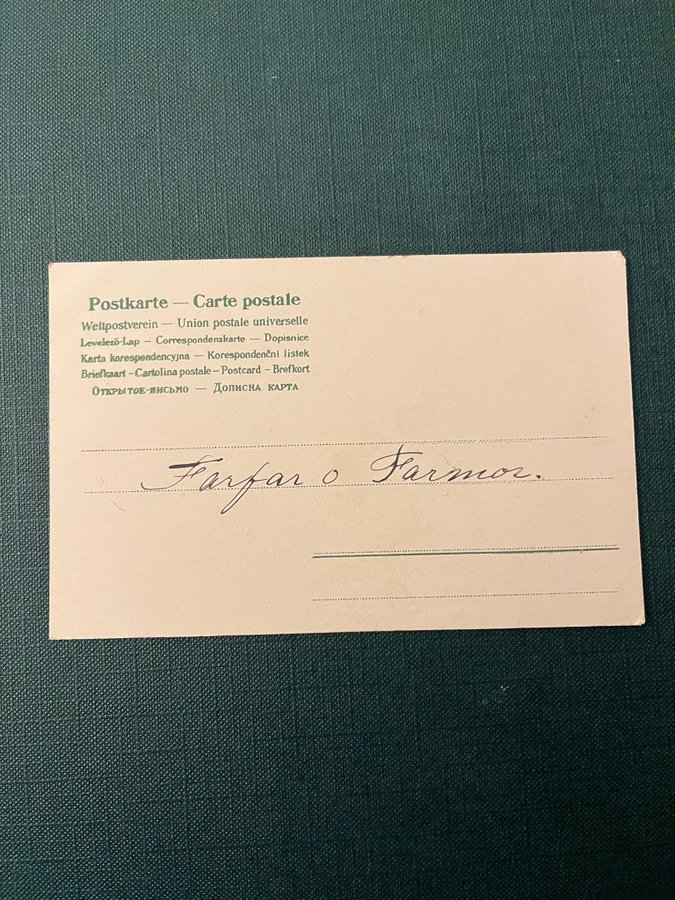 Postkarte — Carte postale
Weltpostverein — Union postale universelle
Levelező-Lap — Correspondenzkarte — Dopisnice
Karta korespondencyjna — Korespondenční listek
Briefkaart – Cartolina postale – Postcard – Brefkort
Открытое-письмо — Дописна карта
Farfar o Farmor.